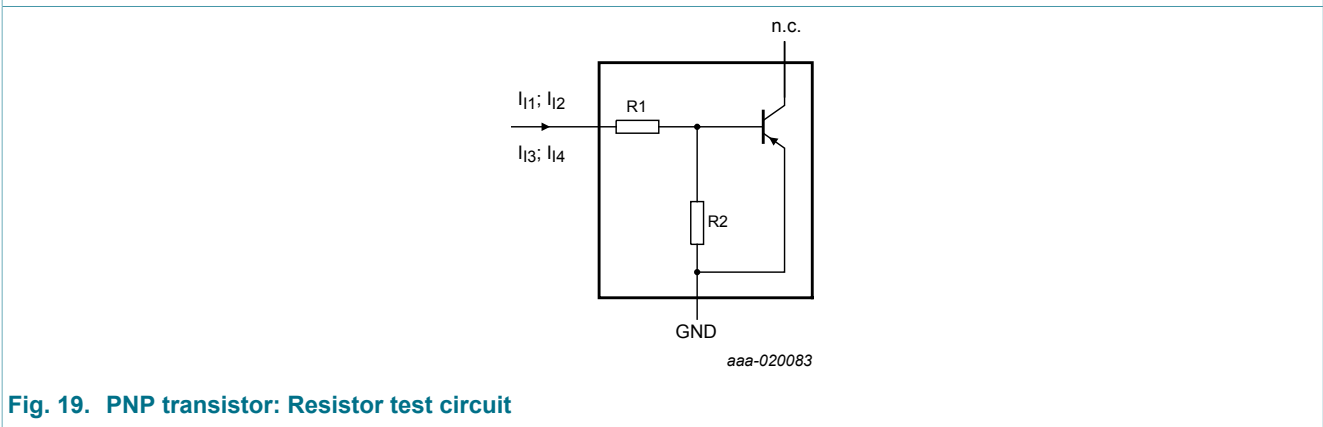 n.c.
I_I1; I_I2
R1
I_I3; I_I4
R2
GND
aaa-020083
Fig. 19. PNP transistor: Resistor test circuit